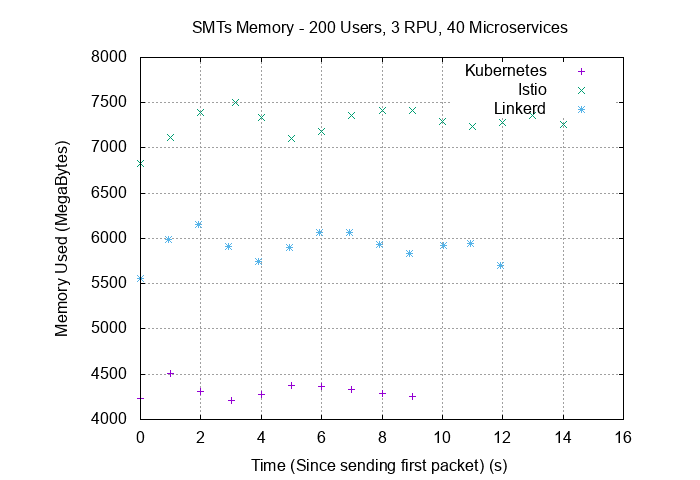 SMTs Memory - 200 Users, 3 RPU, 40 Microservices
8000
7500
7000
6500
6000
5500
5000
4500
4000
Memory Used (MegaBytes)
Kubernetes
Istio
Linkerd
0 2 4 6 8 10 12 14 16
Time (Since sending first packet) (s)